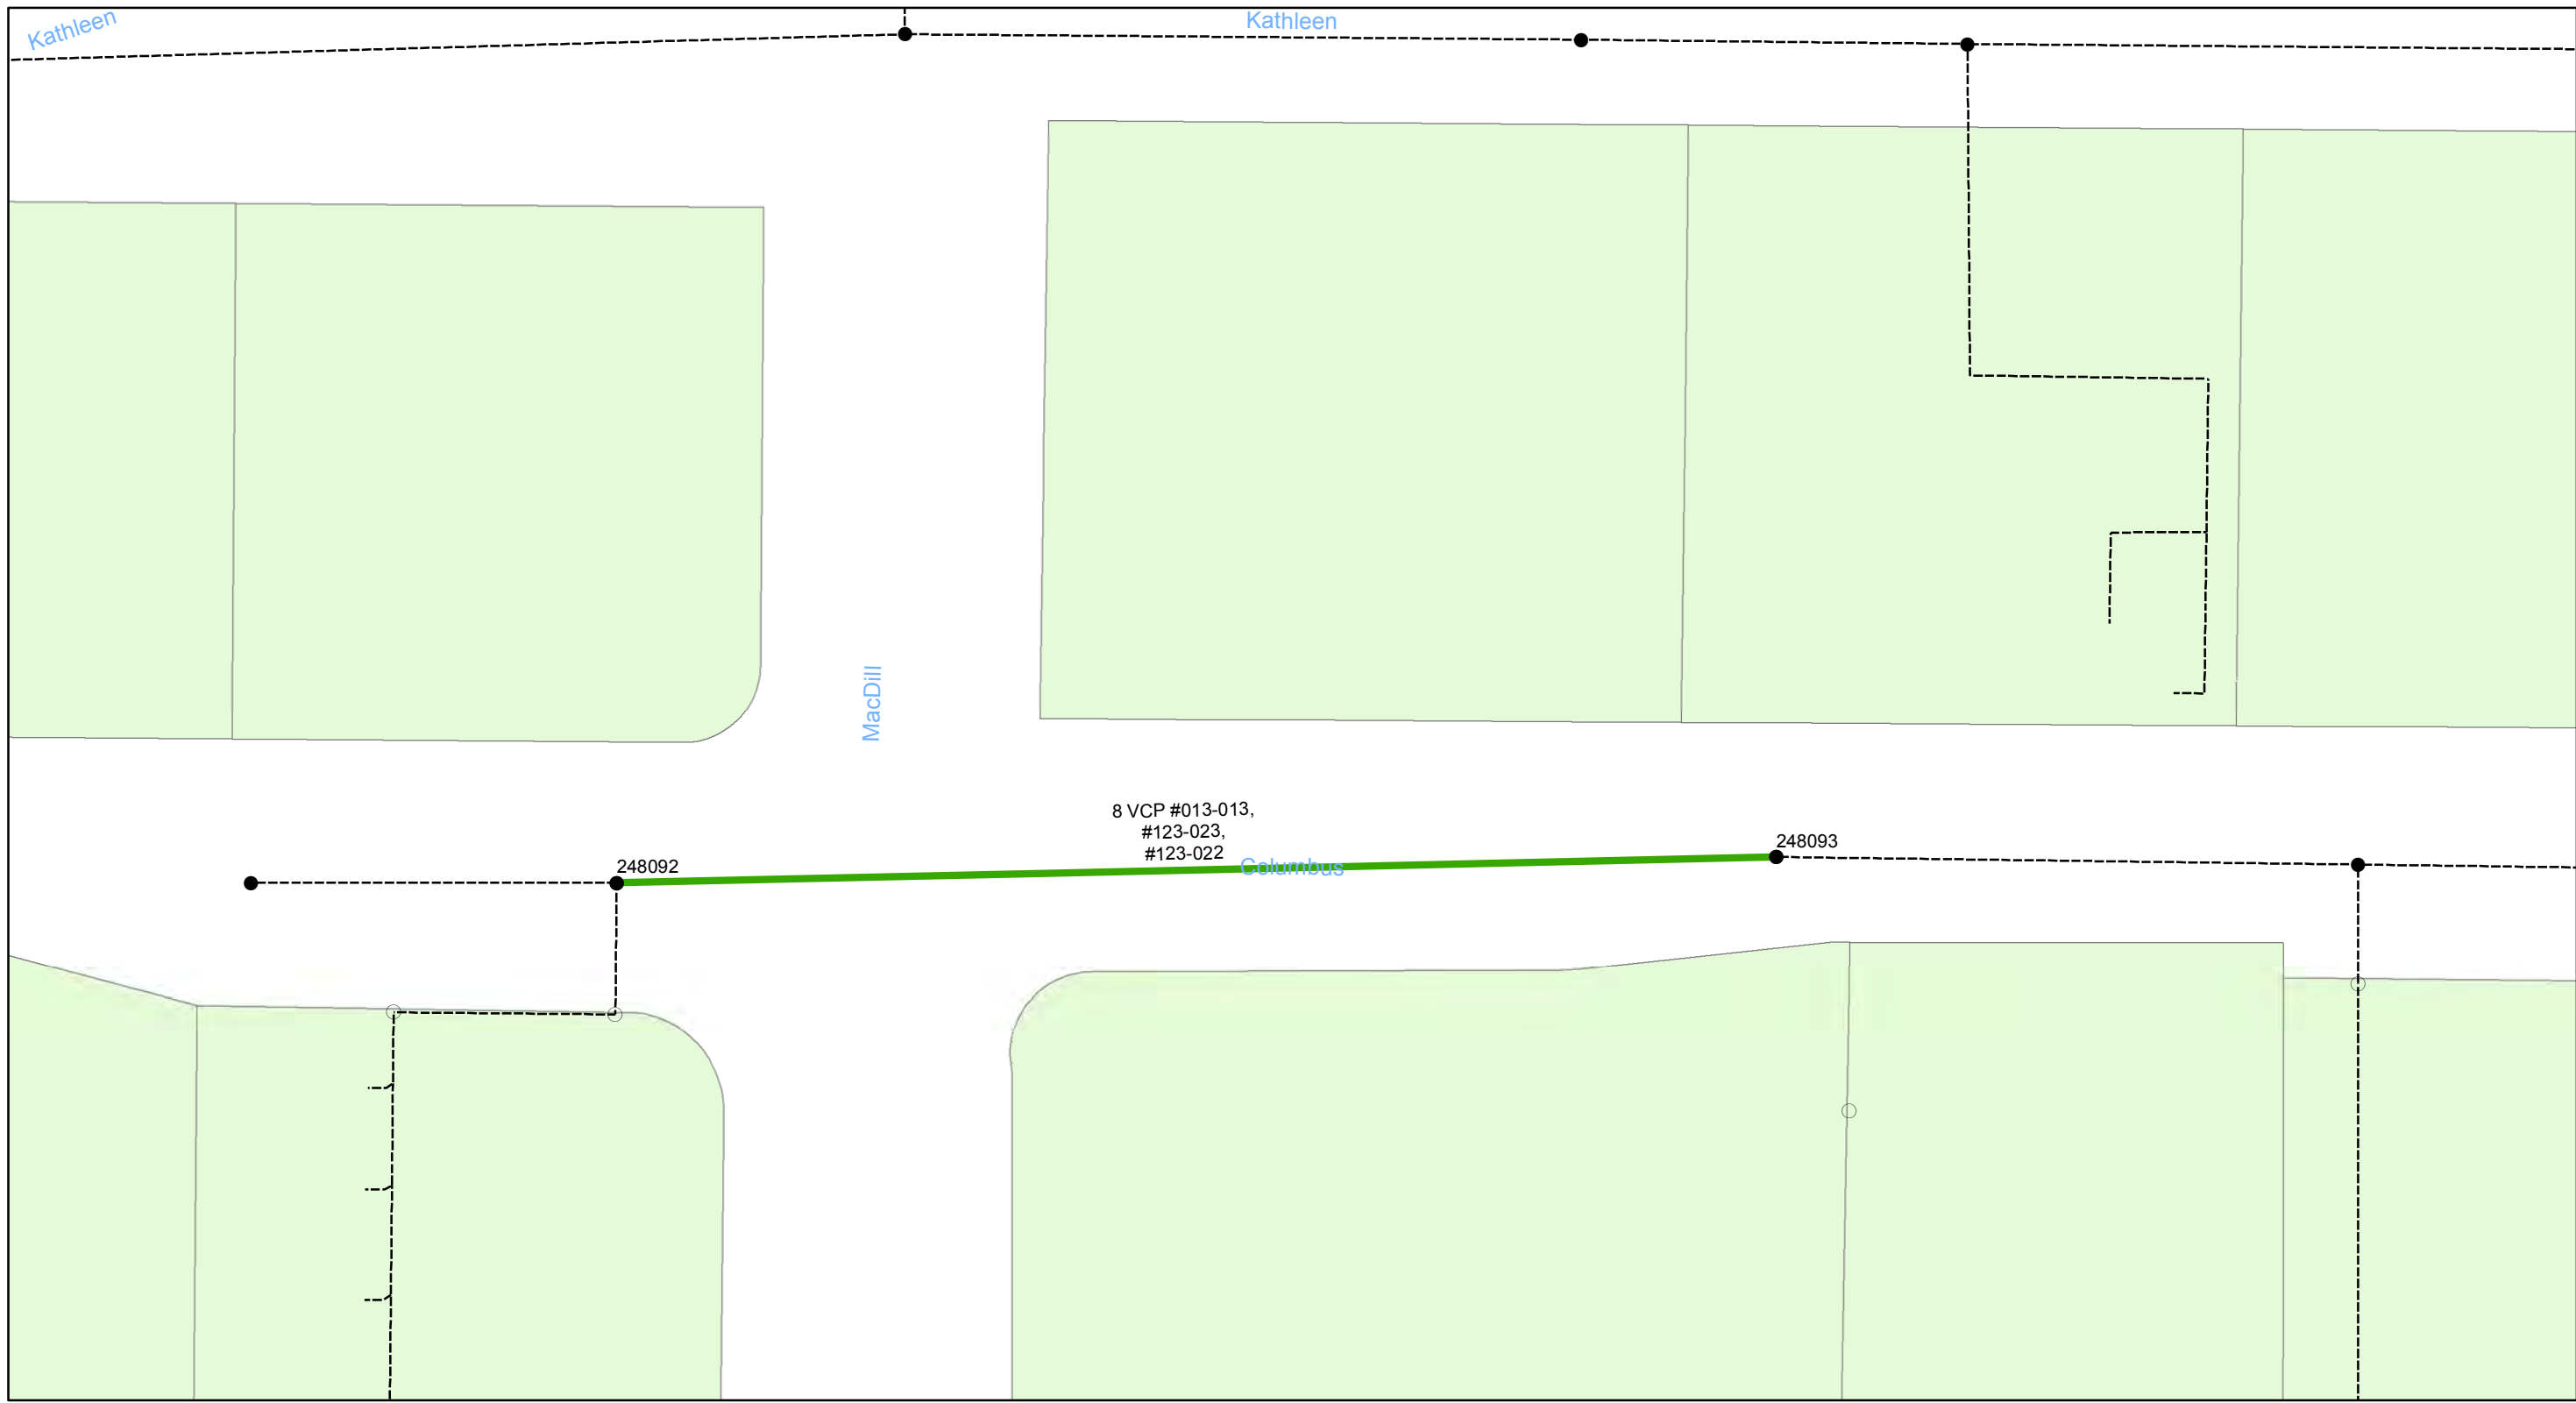 Kathleen
Kathleen
MacDill
8 VCP #013-013,
#123-023,
#123-022
248093
248092
Columbus